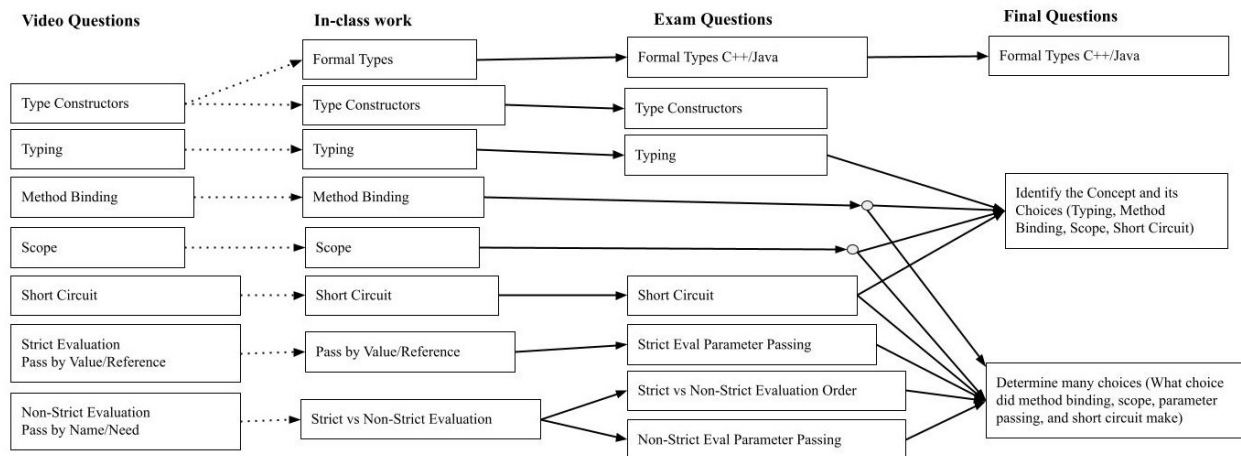 Video Questions
In-class work
Exam Questions
Final Questions
Formal Types
Formal Types C++/Java
Formal Types C++/Java
Type Constructors
Type Constructors
Type Constructors
Typing
Typing
Typing
Method Binding
Method Binding
Identify the Concept and its
Choices (Typing, Method
Binding, Scope, Short Circuit)
Scope
Scope
Short Circuit
Short Circuit
Short Circuit
Strict Evaluation
Pass by Value/Reference
Pass by Value/Reference
Strict Eval Parameter Passing
Non-Strict Evaluation
Pass by Name/Need
Strict vs Non-Strict Evaluation
Strict vs Non-Strict Evaluation Order
Non-Strict Eval Parameter Passing
Determine many choices (What choice
did method binding, scope, parameter
passing, and short circuit make)